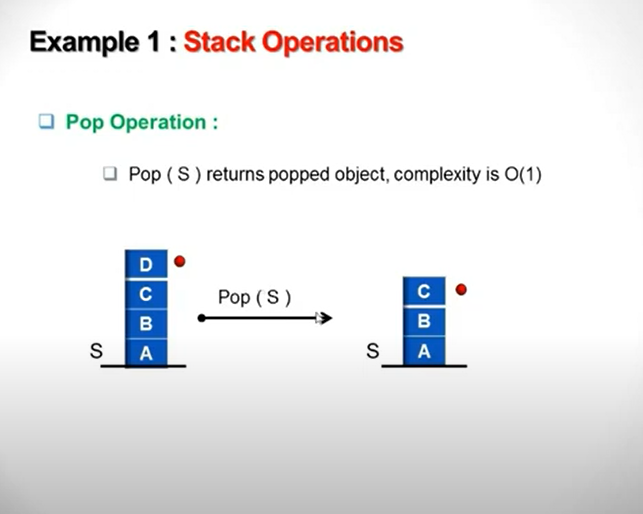 Example 1 : Stack Operations
Pop Operation :
Pop ( S ) returns popped object, complexity is O(1)
D
C
B
A
S
Pop ( S )
C
B
A
S